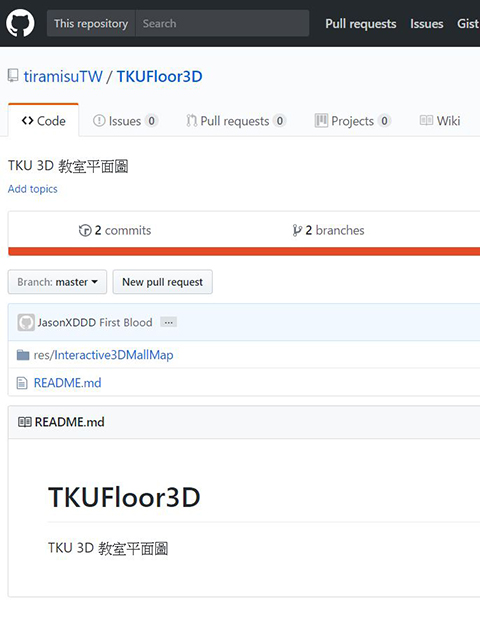 This repository Search Pull requests Issues Gist
tiramisuTW / TKUFloor3D
Code Issues 0 Pull requests 0 Projects 0 Wiki
TKU 3D 教室平面圖
Add topics
2 commits 2 branches
Branch: master New pull request
JasonXDDD First Blood ...
res/Interactive3DMallMap
README.md
README.md
TKUFloor3D
TKU 3D 教室平面圖